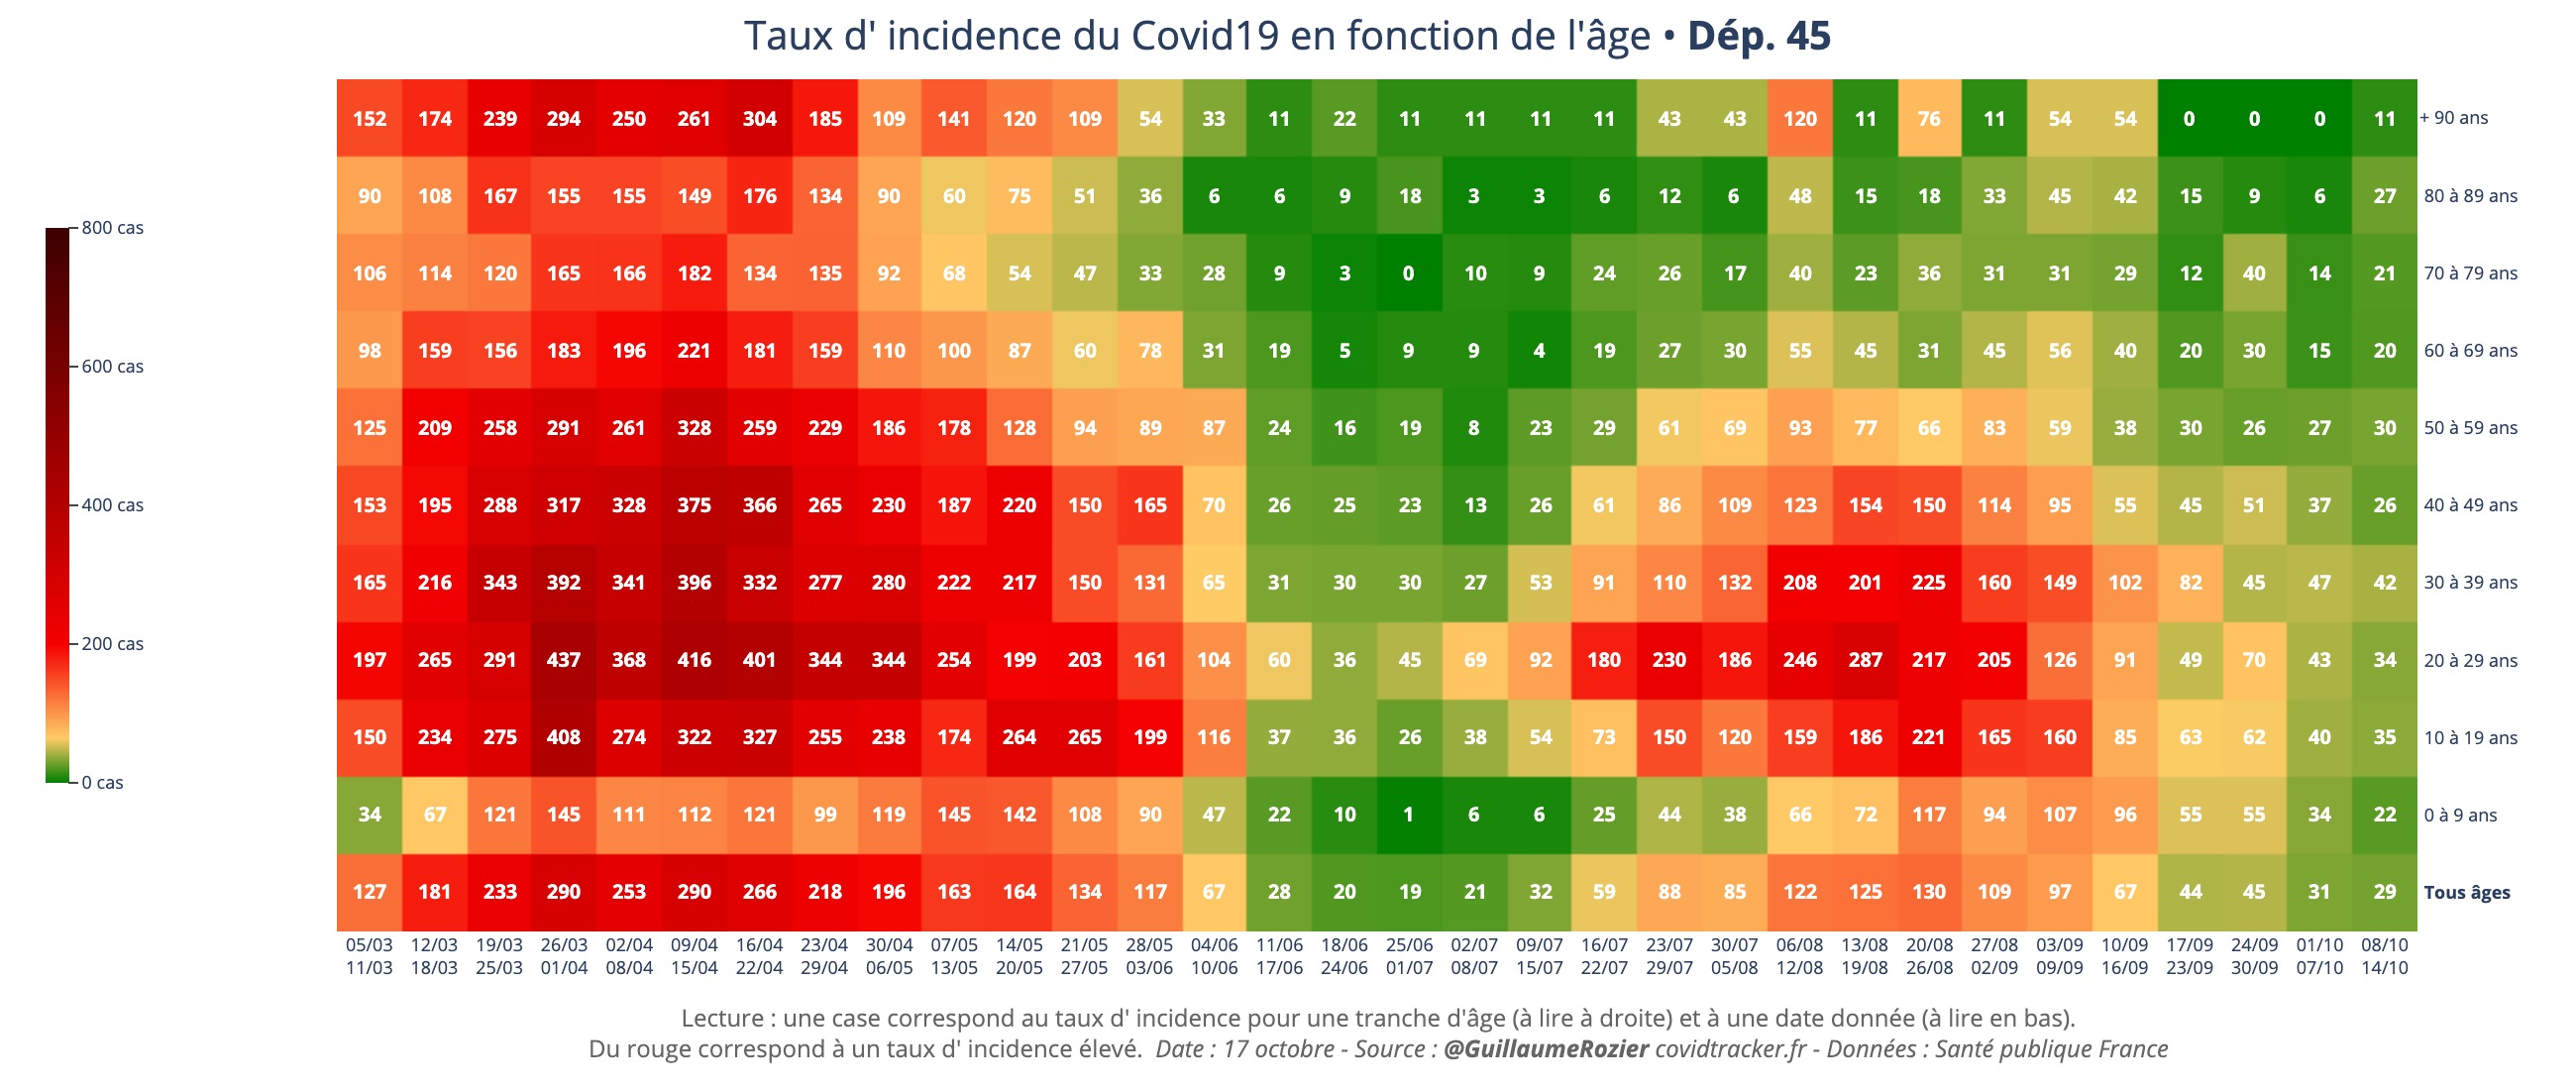 Taux d' incidence du Covid19 en fonction de l'âge • Dép. 45
800 cas
600 cas
400 cas
200 cas
0 cas
152 174 239 294 250 261 304 185 109 141 120 109 54 33 11 22 11 11 11 11 43 43 120 11 76 11 54 54 0 0 0 11 + 90 ans
90 108 167 155 155 149 176 134 90 60 75 51 36 6 6 9 18 3 3 6 12 6 48 15 18 33 45 42 15 9 6 27 80 à 89 ans
106 114 120 165 166 182 134 135 92 68 54 47 33 28 9 3 0 10 9 24 26 17 40 23 36 31 31 29 12 40 14 21 70 à 79 ans
98 159 156 183 196 221 181 159 110 100 87 60 78 31 19 5 9 9 4 19 27 30 55 45 31 45 56 40 20 30 15 20 60 à 69 ans
125 209 258 291 261 328 259 229 186 178 128 94 89 87 24 16 19 8 23 29 61 69 93 77 66 83 59 38 30 26 27 30 50 à 59 ans
153 195 288 317 328 375 366 265 230 187 220 150 165 70 26 25 23 13 26 61 86 109 123 154 150 114 95 55 45 51 37 26 40 à 49 ans
165 216 343 392 341 396 332 277 280 222 217 150 131 65 31 30 30 27 53 91 110 132 208 201 225 160 149 102 82 45 47 42 30 à 39 ans
197 265 291 437 368 416 401 344 344 254 199 203 161 104 60 36 45 69 92 180 230 186 246 287 217 205 126 91 49 70 43 34 20 à 29 ans
150 234 275 408 274 322 327 255 238 174 264 265 199 116 37 36 26 38 54 73 150 120 159 186 221 165 160 85 63 62 40 35 10 à 19 ans
34 67 121 145 111 112 121 99 119 145 142 108 90 47 22 10 1 6 6 25 44 38 66 72 117 94 107 96 55 55 34 22 0 à 9 ans
127 181 233 290 253 290 266 218 196 163 164 134 117 67 28 20 19 21 32 59 88 85 122 125 130 109 97 67 44 45 31 29 Tous âges
05/03 12/03 19/03 26/03 02/04 09/04 16/04 23/04 30/04 07/05 14/05 21/05 28/05 04/06 11/06 18/06 25/06 02/07 09/07 16/07 23/07 30/07 06/08 13/08 20/08 27/08 03/09 10/09 17/09 24/09 01/10 08/10
11/03 18/03 25/03 01/04 08/04 15/04 22/04 29/04 06/05 13/05 20/05 27/05 03/06 10/06 17/06 24/06 01/07 08/07 15/07 22/07 29/07 05/08 12/08 19/08 26/08 02/09 09/09 16/09 23/09 30/09 07/10 14/10
Lecture : une case correspond au taux d' incidence pour une tranche d'âge (à lire à droite) et à une date donnée (à lire en bas).
Du rouge correspond à un taux d' incidence élevé. Date : 17 octobre - Source : @GuillaumeRozier covidtracker.fr - Données : Santé publique France